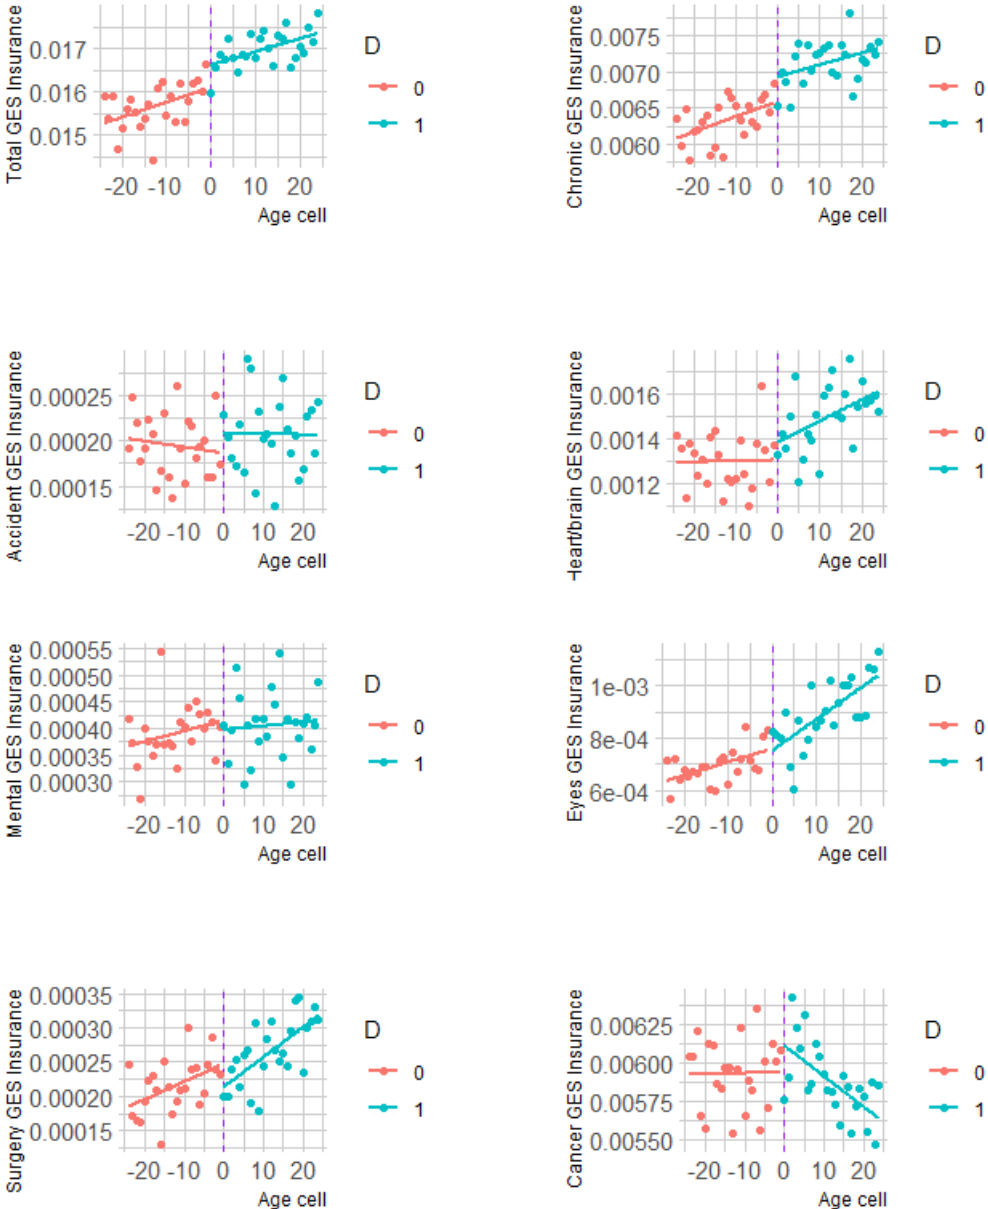 Total GES Insurance
0.017
0.016
0.015
-20 -10 0 10 20
Age cell
D
0
1
Chronic GES Insurance
0.0075
0.0070
0.0065
0.0060
-20 -10 0 10 20
Age cell
D
0
1
Accident GES Insurance
0.00025
0.00020
0.00015
-20 -10 0 10 20
Age cell
D
0
1
Heart/brain GES Insurance
0.0016
0.0014
0.0012
-20 -10 0 10 20
Age cell
D
0
1
Mental GES Insurance
0.00055
0.00050
0.00045
0.00040
0.00035
0.00030
-20 -10 0 10 20
Age cell
D
0
1
Eyes GES Insurance
1e-03
8e-04
6e-04
-20 -10 0 10 20
Age cell
D
0
1
Surgery GES Insurance
0.00035
0.00030
0.00025
0.00020
0.00015
-20 -10 0 10 20
Age cell
D
0
1
Cancer GES Insurance
0.00625
0.00600
0.00575
0.00550
-20 -10 0 10 20
Age cell
D
0
1